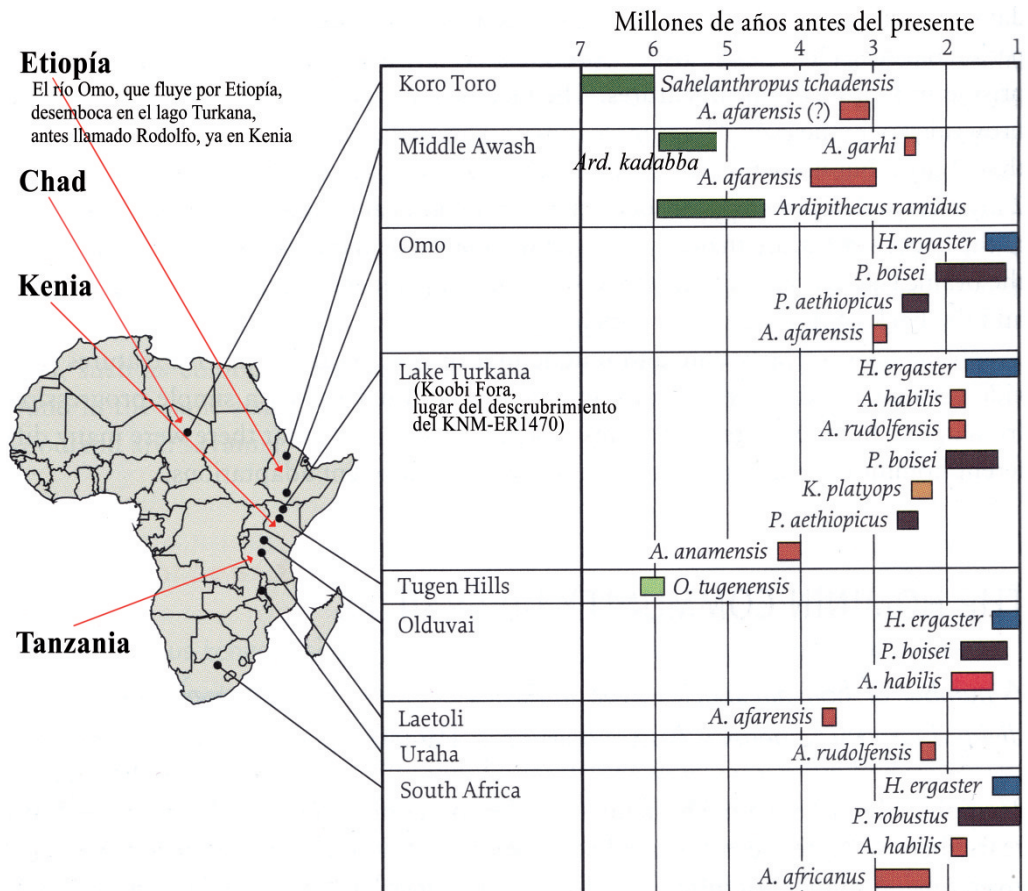 Millones de años antes del presente
7 6 5 4 3 2 1
Etiopía
El río Omo, que fluye por Etiopía,
desemboca en el lago Turkana,
antes llamado Rodolfo, ya en Kenia
Chad
Kenia
Tanzania
Koro Toro
Sahelanthropus tchadensis
A. afarensis (?)
Middle Awash
Ard. kadabba
A. garhi
A. afarensis
Ardipithecus ramidus
Omo
H. ergaster
P. boisei
P. aethiopicus
A. afarensis
Lake Turkana
(Koobi Fora,
lugar del descrubrimiento
del KNM-ER1470)
H. ergaster
A. habilis
A. rudolfensis
P. boisei
K. platyops
P. aethiopicus
A. anamensis
Tugen Hills
O. tugenensis
Olduvai
H. ergaster
P. boisei
A. habilis
Laetoli
A. afarensis
Uraha
A. rudolfensis
South Africa
H. ergaster
P. robustus
A. habilis
A. africanus